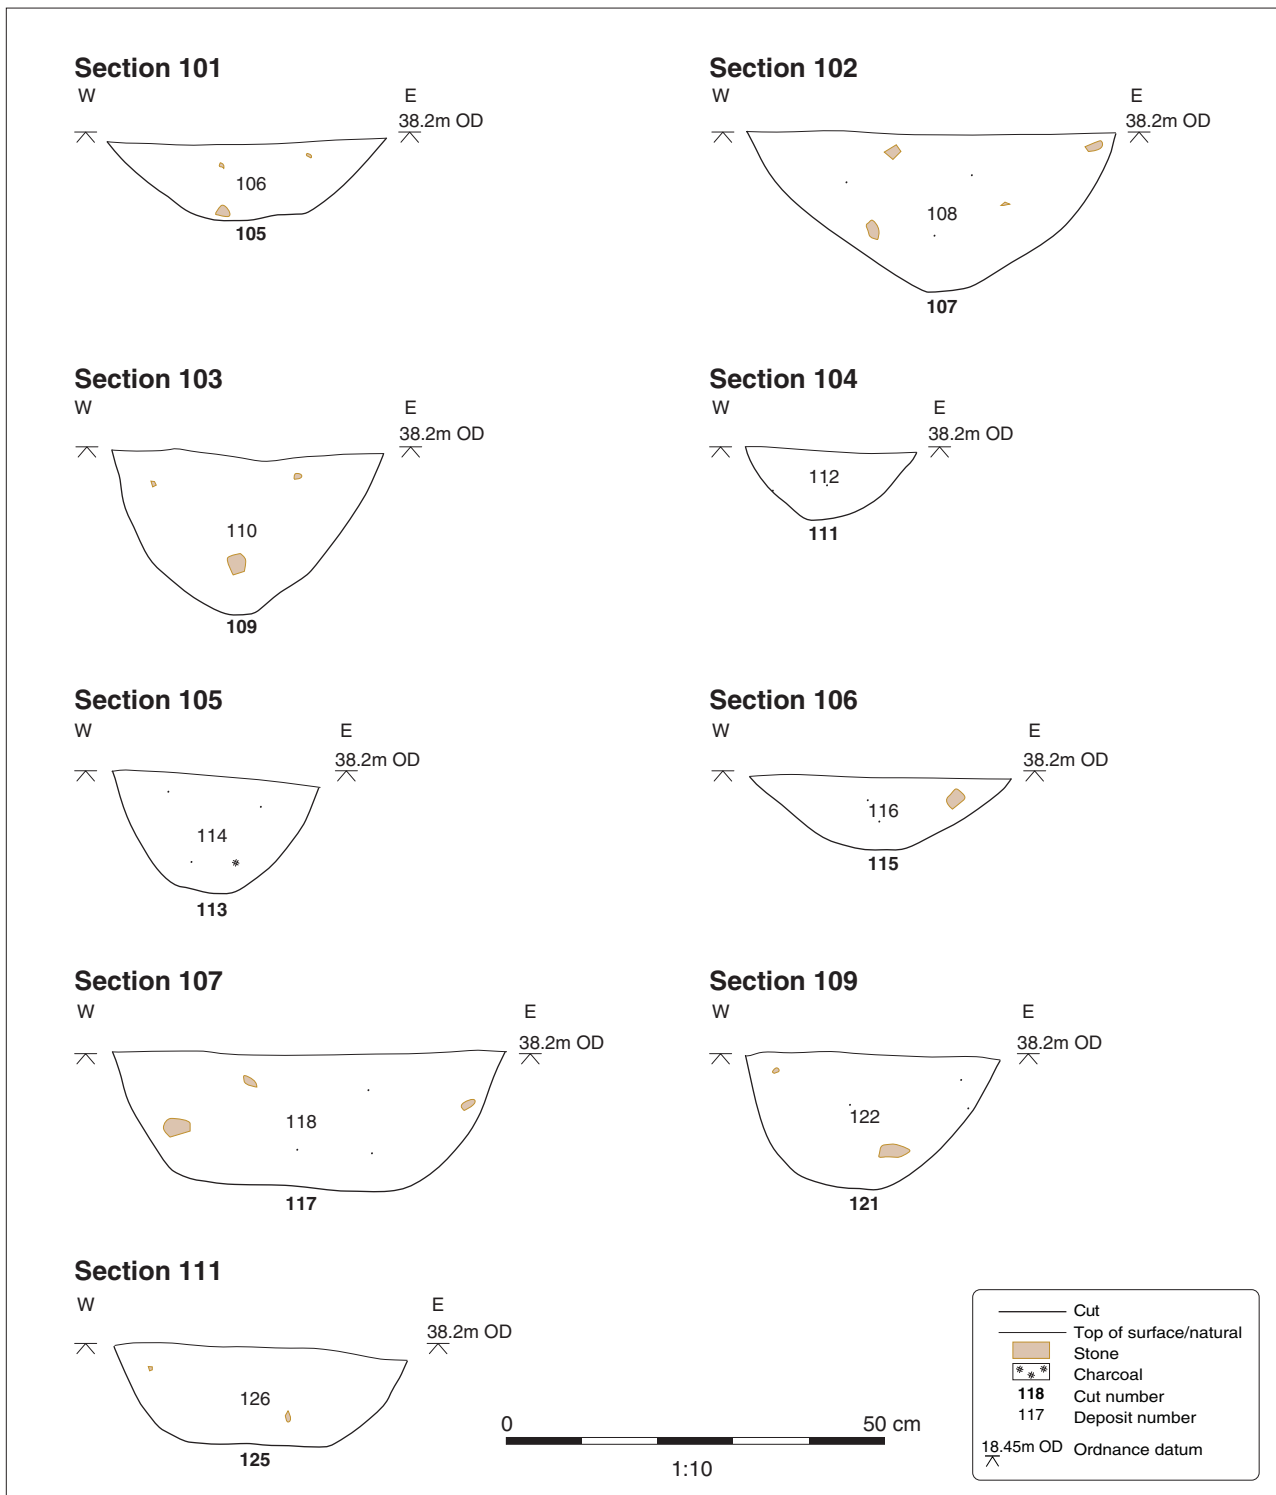 Section 101
W E
38.2m OD
106
105
Section 102
W E
38.2m OD
108
107
Section 103
W E
38.2m OD
110
109
Section 104
W E
38.2m OD
112
111
Section 105
W E
38.2m OD
114
113
Section 106
W E
38.2m OD
116
115
Section 107
W E
38.2m OD
118
117
Section 109
W E
38.2m OD
122
121
Section 111
W E
38.2m OD
126
125
0 50 cm
1:10
Cut
Top of surface/natural
Stone
Charcoal
118 Cut number
117 Deposit number
18.45m OD Ordnance datum